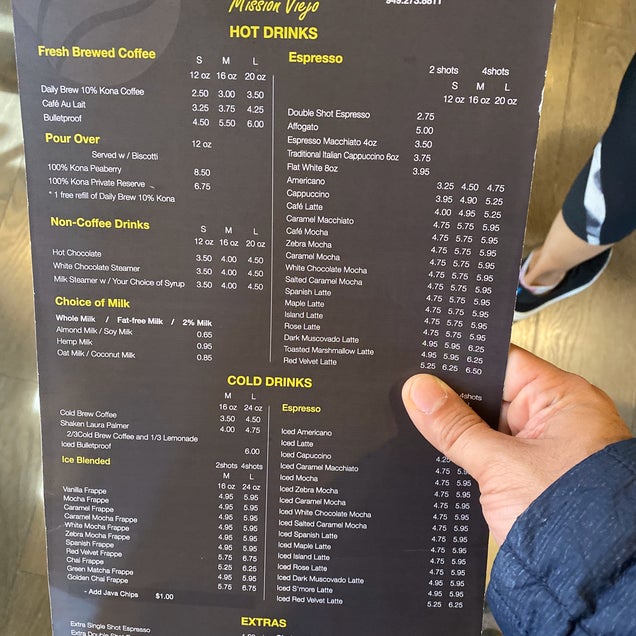 Mission Viejo
949.273.8811
HOT DRINKS
Fresh Brewed Coffee
S M L
12 oz 16 oz 20 oz
Daily Brew 10% Kona Coffee 2.50 3.00 3.50
Café Au Lait 3.25 3.75 4.25
Bulletproof 4.50 5.50 6.00
Pour Over 12 oz
Served w / Biscotti
100% Kona Peaberry 8.50
100% Kona Private Reserve 6.75
* 1 free refill of Daily Brew 10% Kona
Non-Coffee Drinks
S M L
12 oz 16 oz 20 oz
Hot Chocolate 3.50 4.00 4.50
White Chocolate Steamer 3.50 4.00 4.50
Milk Steamer w / Your Choice of Syrup 3.50 4.00 4.50
Choice of Milk
Whole Milk / Fat-free Milk / 2% Milk
Almond Milk / Soy Milk 0.65
Hemp Milk 0.95
Oat Milk / Coconut Milk 0.85
Espresso
2 shots 4shots
S M L
12 oz 16 oz 20 oz
Double Shot Espresso 2.75
Affogato 5.00
Espresso Macchiato 4oz 3.50
Traditional Italian Cappuccino 6oz 3.75
Flat White 8oz 3.95
Americano 3.25 4.50 4.75
Cappuccino 3.95 4.90 5.25
Café Latte 4.00 4.95 5.25
Caramel Macchiato 4.75 5.75 5.95
Café Mocha 4.75 5.75 5.95
Zebra Mocha 4.75 5.75 5.95
Caramel Mocha 4.75 5.75 5.95
White Chocolate Mocha 4.75 5.75 5.95
Salted Caramel Mocha 4.75 5.75 5.95
Spanish Latte 4.75 5.75 5.95
Maple Latte 4.75 5.75 5.95
Island Latte 4.75 5.75 5.95
Rose Latte 4.75 5.75 5.95
Dark Muscovado Latte 4.95 5.95 6.25
Toasted Marshmallow Latte 4.95 5.95 6.25
Red Velvet Latte 5.25 6.25 6.50
COLD DRINKS
M L
16 oz 24 oz
Cold Brew Coffee 3.50 4.50
Shaken Laura Palmer 4.00 4.75
2/3Cold Brew Coffee and 1/3 Lemonade
Iced Bulletproof 6.00
Ice Blended
2shots 4shots
M L
16 oz 24 oz
Vanilla Frappe 4.95 5.95
Mocha Frappe 4.95 5.95
Caramel Frappe 4.95 5.95
Caramel Mocha Frappe 4.95 5.95
White Mocha Frappe 4.95 5.95
Zebra Mocha Frappe 4.95 5.95
Spanish Frappe 4.95 5.95
Red Velvet Frappe 5.75 6.75
Chai Frappe 5.25 6.25
Green Matcha Frappe 4.95 5.95
Golden Chai Frappe 5.75 6.75
- Add Java Chips $1.00
Espresso
4shots
Iced Americano
Iced Latte
Iced Capuccino 4.25
Iced Caramel Macchiato 4.75 5.95
Iced Mocha 4.75 5.95
Iced Zebra Mocha 4.75 5.95
Iced Caramel Mocha 4.75 5.95
Iced White Chocolate Mocha 4.75 5.95
Iced Salted Caramel Mocha 4.75 5.95
Iced Spanish Latte 4.75 5.95
Iced Maple Latte 4.75 5.95
Iced Island Latte 4.75 5.95
Iced Rose Latte 4.75 5.95
Iced Dark Muscovado Latte 4.75 5.95
Iced S'more Latte 4.95 5.95
Iced Red Velvet Latte 5.25 6.25
EXTRAS
Extra Single Shot Espresso
Extra Double Shot